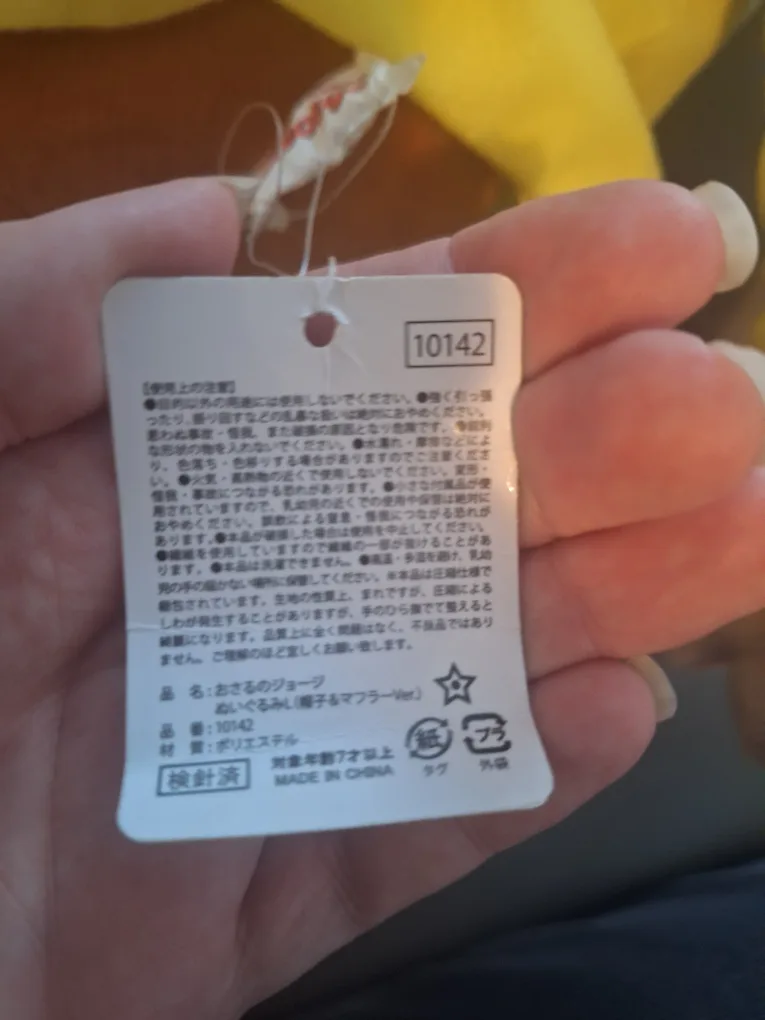 10142
【使用上の注意】
●目的以外の用途には使用しないでください。●強く引っ張
ったり、振り回すなどの乱暴な扱いは絶対におやめください。
思わぬ事故・怪我、また破損の原因となり危険です。●鋭利
な形状の物を入れないでください。●水濡れ・摩擦などによ
り、色落ち・色移りする場合がありますのでご注意くださ
い。●火気・高熱物の近くで使用しないでください。変形・
怪我・事故につながる恐れがあります。●小さな付属品が使
用されていますので、乳幼児の近くでの使用や保管は絶対に
おやめください。誤飲による窒息・怪我につながる恐れが
あります。●本品が破損した場合は使用を中止してください。
●繊維を使用していますので繊維の一部が抜けることがあ
ります。●本品は洗濯できません。●高温・多湿を避け、乳幼
児の手の届かない場所に保管してください。※本品は圧縮仕様で
梱包されています。生地の性質上、まれですが、圧縮による
しわが発生することがありますが、手のひら撫でて整えると
綺麗になります。品質上に全く問題はなく、不良品ではあり
ません。ご理解のほど宜しくお願い致します。
品 名:おさるのジョージ
ぬいぐるみL(帽子&マフラーVer.)
品 番:10142
材 質:ポリエステル
検針済
対象年齢7才以上
MADE IN CHINA
紙
タグ
プラ
外袋